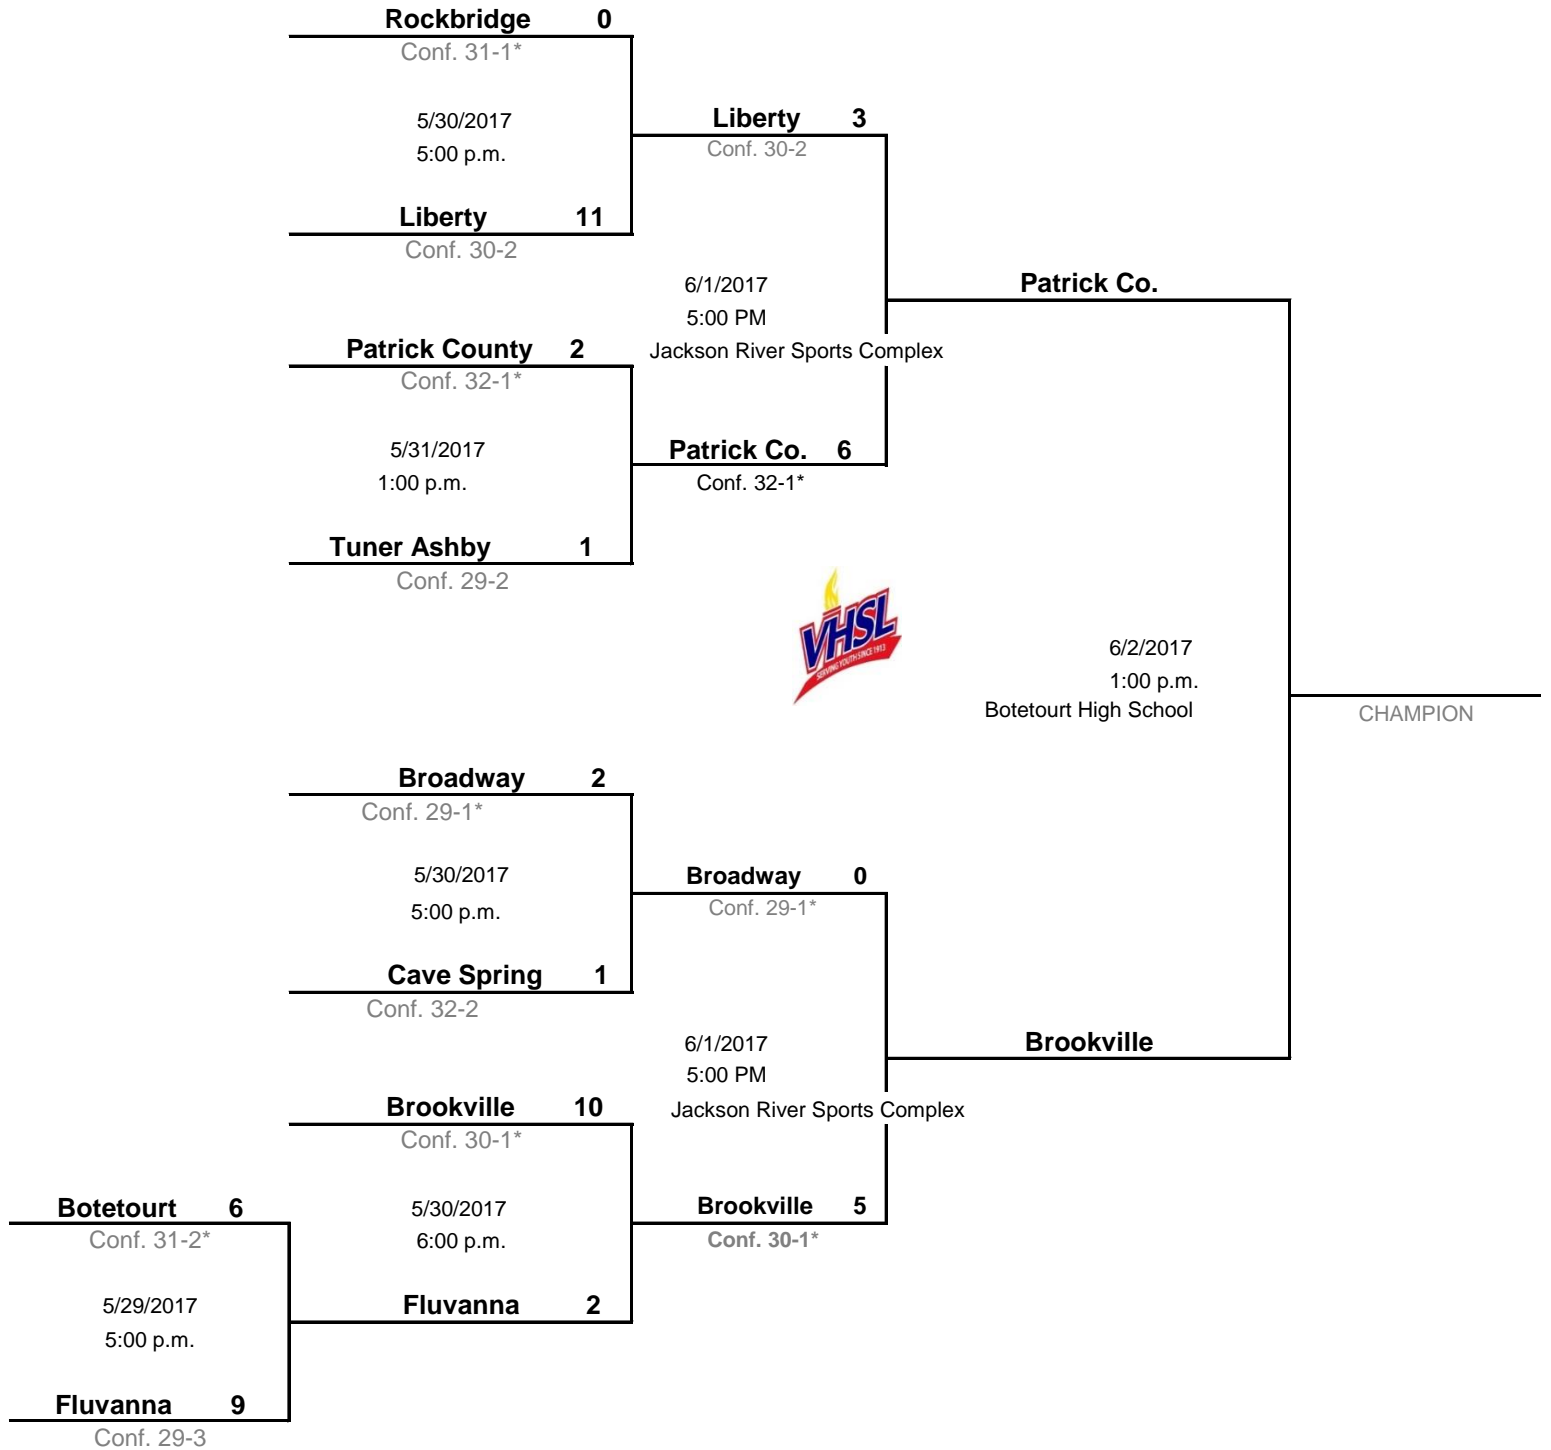 Rockbridge 0
Conf. 31-1*
5/30/2017
5:00 p.m.
Liberty 11
Conf. 30-2
Liberty 3
Conf. 30-2
6/1/2017
5:00 PM
Jackson River Sports Complex
Patrick County 2
Conf. 32-1*
5/31/2017
1:00 p.m.
Tuner Ashby 1
Conf. 29-2
Patrick Co. 6
Conf. 32-1*
Patrick Co.
VHSL
SERVING YOUTH SINCE 1913
6/2/2017
1:00 p.m.
Botetourt High School
CHAMPION
Broadway 2
Conf. 29-1*
5/30/2017
5:00 p.m.
Cave Spring 1
Conf. 32-2
Broadway 0
Conf. 29-1*
6/1/2017
5:00 PM
Jackson River Sports Complex
Brookville
Brookville 10
Conf. 30-1*
5/30/2017
6:00 p.m.
Fluvanna 2
Brookville 5
Conf. 30-1*
Botetourt 6
Conf. 31-2*
5/29/2017
5:00 p.m.
Fluvanna 9
Conf. 29-3